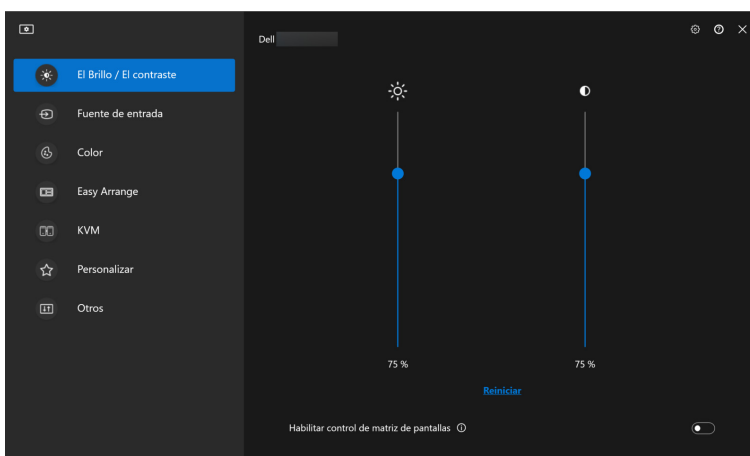 Dell
El Brillo / El contraste
Fuente de entrada
Color
Easy Arrange
KVM
Personalizar
Otros
75 %
75 %
Reiniciar
Habilitar control de matriz de pantallas